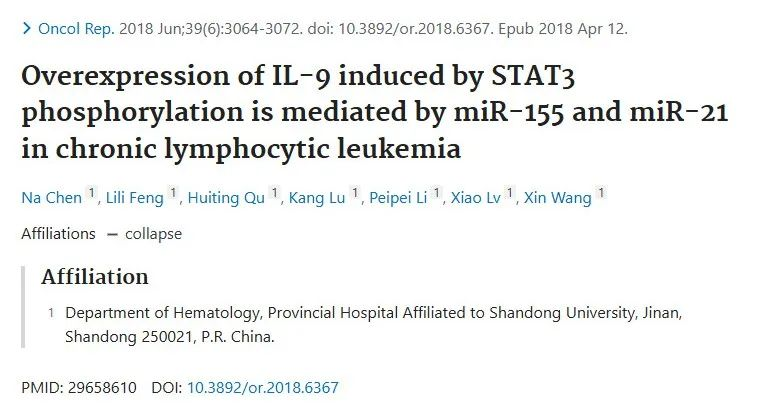 > Oncol Rep. 2018 Jun;39(6):3064-3072. doi: 10.3892/or.2018.6367. Epub 2018 Apr 12.
Overexpression of IL-9 induced by STAT3
phosphorylation is mediated by miR-155 and miR-21
in chronic lymphocytic leukemia
Na Chen 1, Lili Feng 1, Huiting Qu 1, Kang Lu 1, Peipei Li 1, Xiao Lv 1, Xin Wang 1
Affiliations — collapse
Affiliation
1 Department of Hematology, Provincial Hospital Affiliated to Shandong University, Jinan,
Shandong 250021, P.R. China.
PMID: 29658610 DOI: 10.3892/or.2018.6367